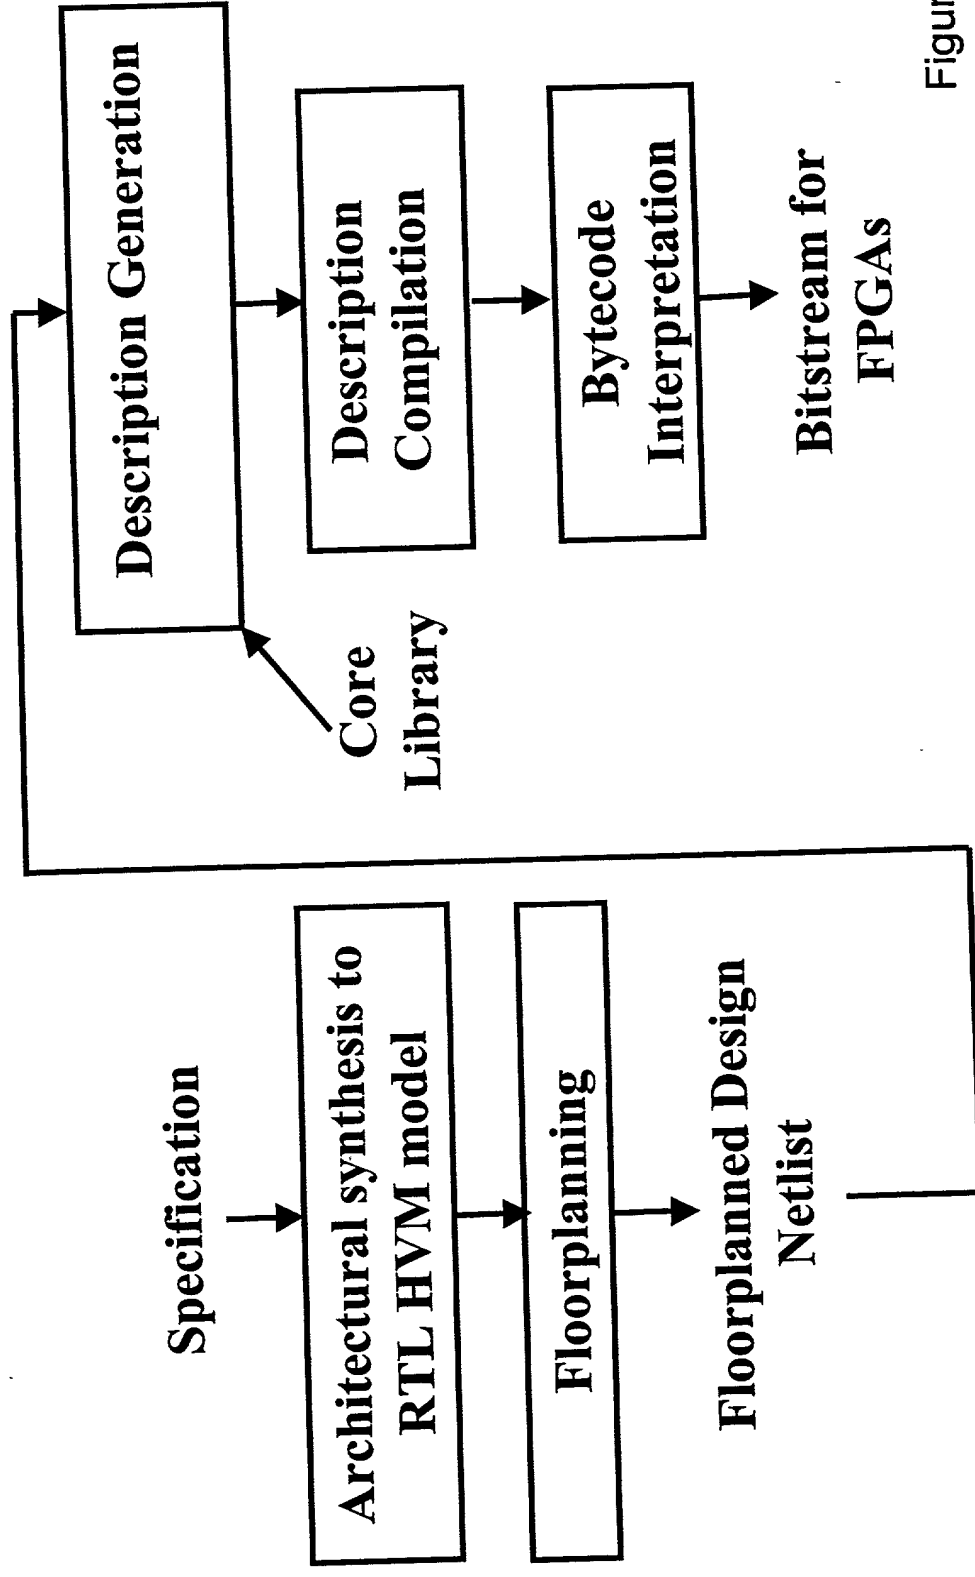 Specification
Architectural synthesis to
RTL HVM model
Floorplanning
Floorplanned Design
Netlist
Description Generation
Core
Library
Description
Compilation
Bytecode
Interpretation
Bitstream for
FPGAs
Figur